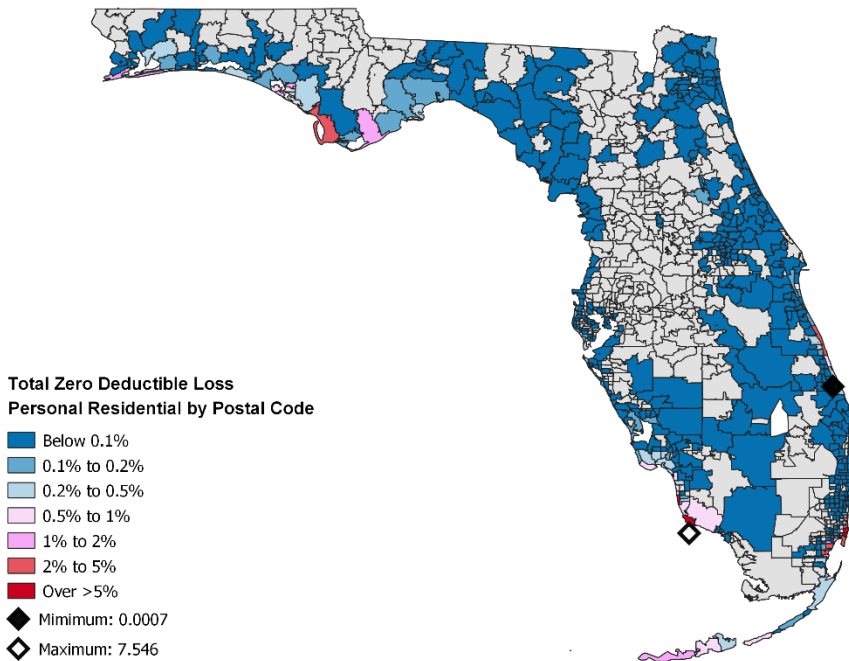 Total Zero Deductible Loss
Personal Residential by Postal Code
Below 0.1%
0.1% to 0.2%
0.2% to 0.5%
0.5% to 1%
1% to 2%
2% to 5%
Over >5%
Minimum: 0.0007
Maximum: 7.546